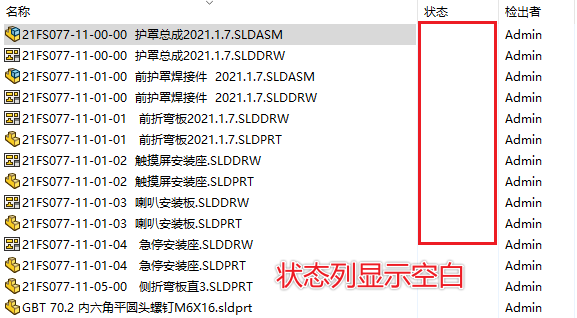 名称 状态 检出者
21FS077-11-00-00 护罩总成2021.1.7.SLDASM Admin
21FS077-11-00-00 护罩总成2021.1.7.SLDDRW Admin
21FS077-11-01-00 前护罩焊接件 2021.1.7.SLDASM Admin
21FS077-11-01-00 前护罩焊接件 2021.1.7.SLDDRW Admin
21FS077-11-01-01 前折弯板2021.1.7.SLDDRW Admin
21FS077-11-01-01 前折弯板2021.1.7.SLDPRT Admin
21FS077-11-01-02 触摸屏安装座.SLDDRW Admin
21FS077-11-01-02 触摸屏安装座.SLDPRT Admin
21FS077-11-01-03 喇叭安装板.SLDDRW Admin
21FS077-11-01-03 喇叭安装板.SLDPRT Admin
21FS077-11-01-04 急停安装座.SLDDRW Admin
21FS077-11-01-04 急停安装座.SLDPRT Admin
21FS077-11-05-00 侧折弯板直3.SLDPRT Admin
GBT 70.2 内六角平圆头螺钉M6X16.sldprt Admin
状态列显示空白